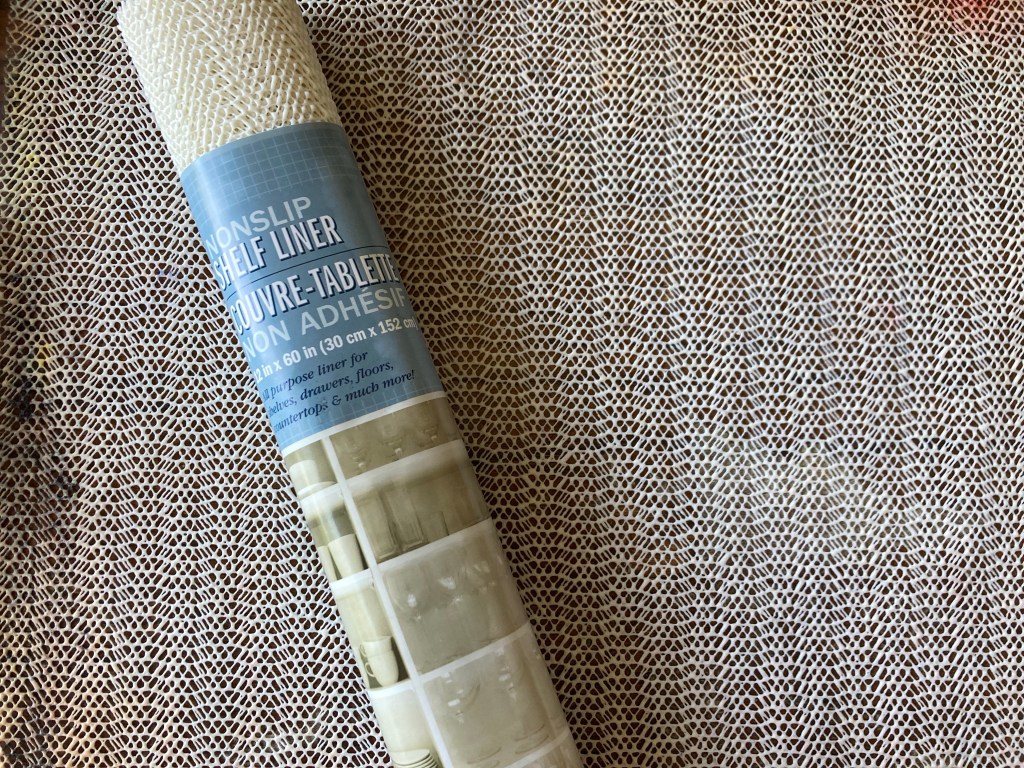 NONSLIP
SHELF LINER
COUVRE-TABLETTE
NON ADHÉSIF
2 in x 60 in (30 cm x 152 cm)
purpose liner for
shelves, drawers, floors,
countertops & much more!